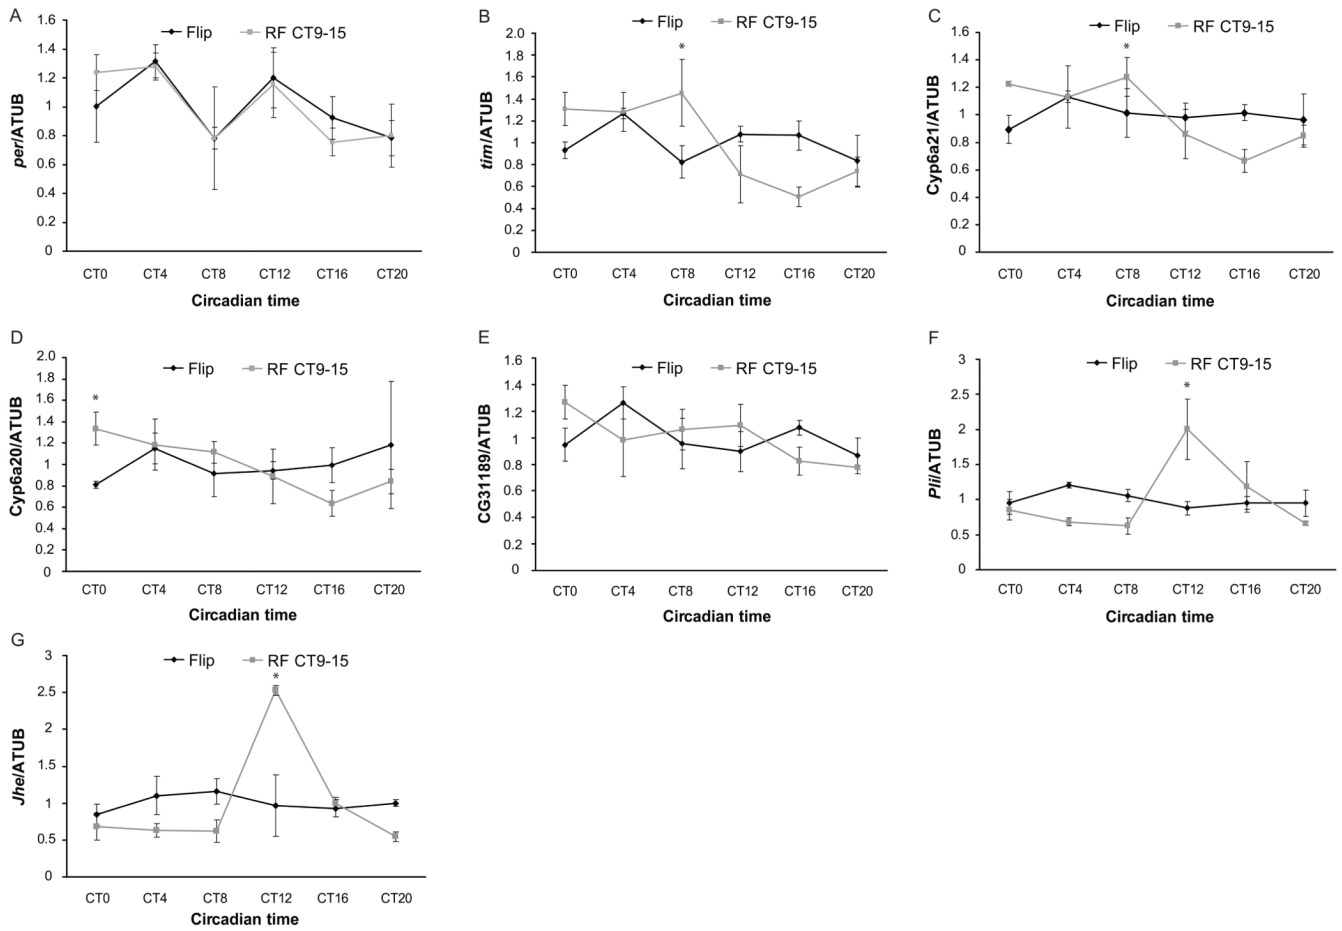 A
Flip RF CT9-15
1.6
1.4
1.2
1.0
0.8
0.6
0.4
0.2
0
per/ATUB
CT0 CT4 CT8 CT12 CT16 CT20
Circadian time
B
Flip RF CT9-15
2.0
1.8
1.6
1.4
1.2
1
0.8
0.6
0.4
0.2
0
*
tim/ATUB
CT0 CT4 CT8 CT12 CT16 CT20
Circadian time
C
Flip RF CT9-15
1.6
1.4
1.2
1.0
0.8
0.6
0.4
0.2
0
*
Cyp6a21/ATUB
CT0 CT4 CT8 CT12 CT16 CT20
Circadian time
D
Flip RF CT9-15
2.0
1.8
1.6
1.4
1.2
1
0.8
0.6
0.4
0.2
0
*
Cyp6a20/ATUB
CT0 CT4 CT8 CT12 CT16 CT20
Circadian time
E
Flip RF CT9-15
1.6
1.4
1.2
1
0.8
0.6
0.4
0.2
0
CG31189/ATUB
CT0 CT4 CT8 CT12 CT16 CT20
Circadian time
F
Flip RF CT9-15
3
2.5
2
1.5
1
0.5
0
*
Pli/ATUB
CT0 CT4 CT8 CT12 CT16 CT20
Circadian time
G
Flip RF CT9-15
3
2.5
2
1.5
1
0.5
0
*
Jhe/ATUB
CT0 CT4 CT8 CT12 CT16 CT20
Circadian time